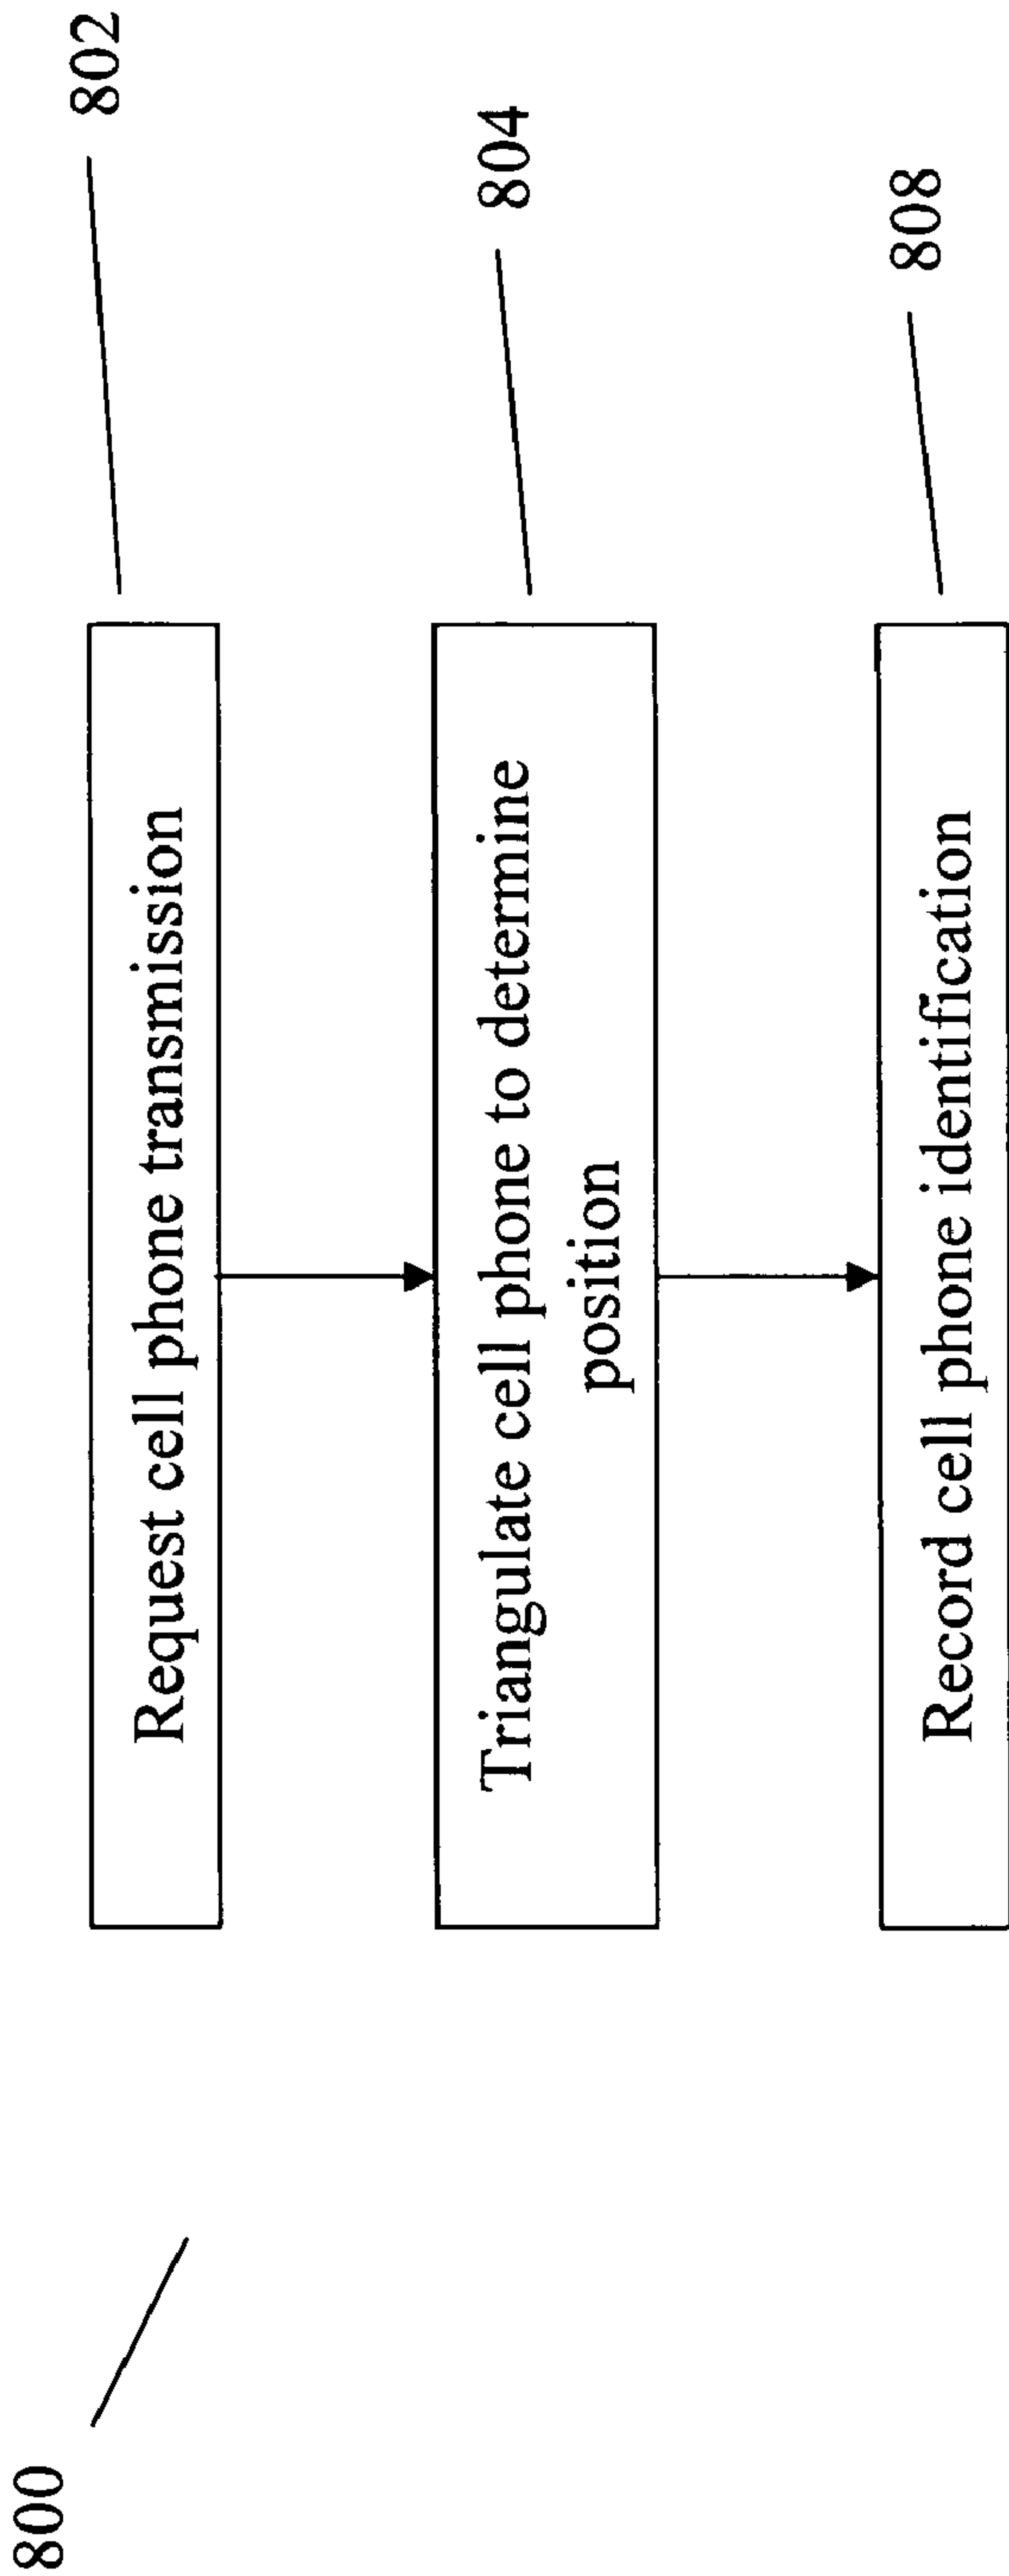 800
Request cell phone transmission
802
Triangulate cell phone to determine
position
804
Record cell phone identification
808